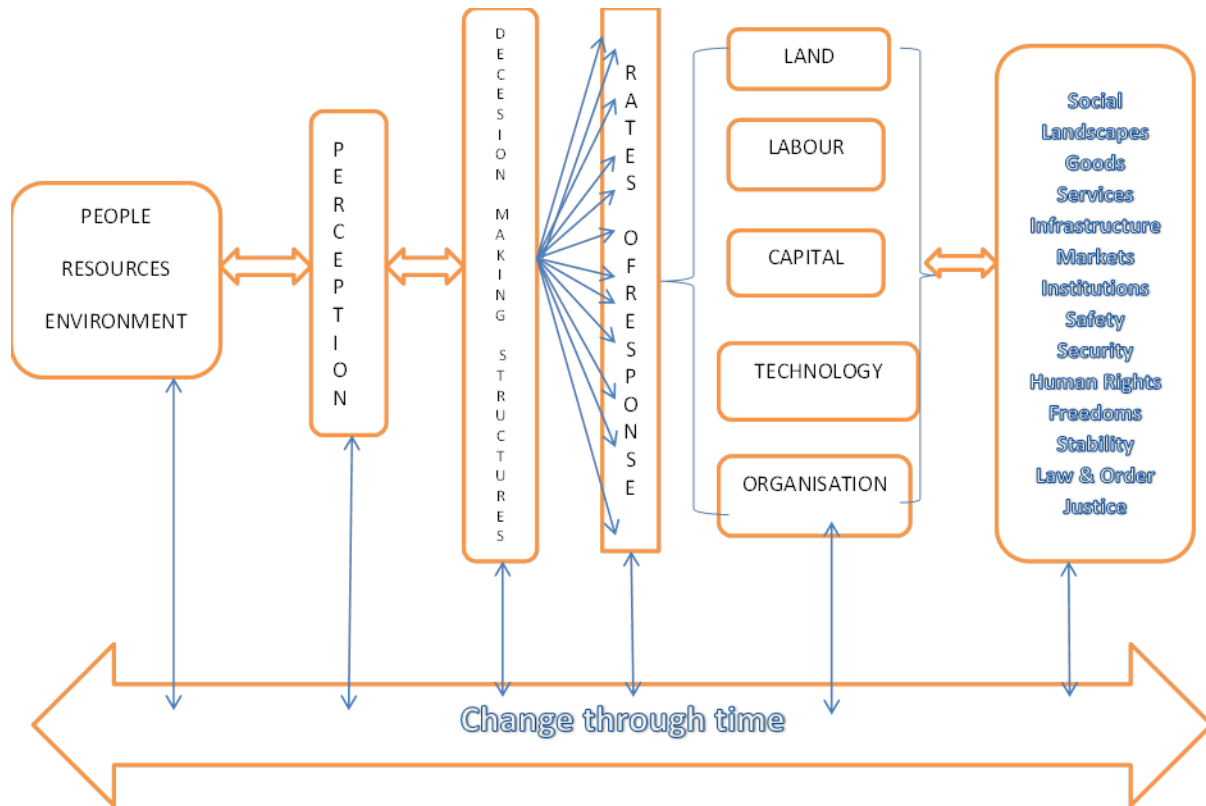 PEOPLE
RESOURCES
ENVIRONMENT
PERCEPTION
DECESION MAKING STRUCTURES
RATES OF RESPONSE
LAND
LABOUR
CAPITAL
TECHNOLOGY
ORGANISATION
Social
Landscapes
Goods
Services
Infrastructure
Markets
Institutions
Safety
Security
Human Rights
Freedoms
Stability
Law & Order
Justice
Change through time